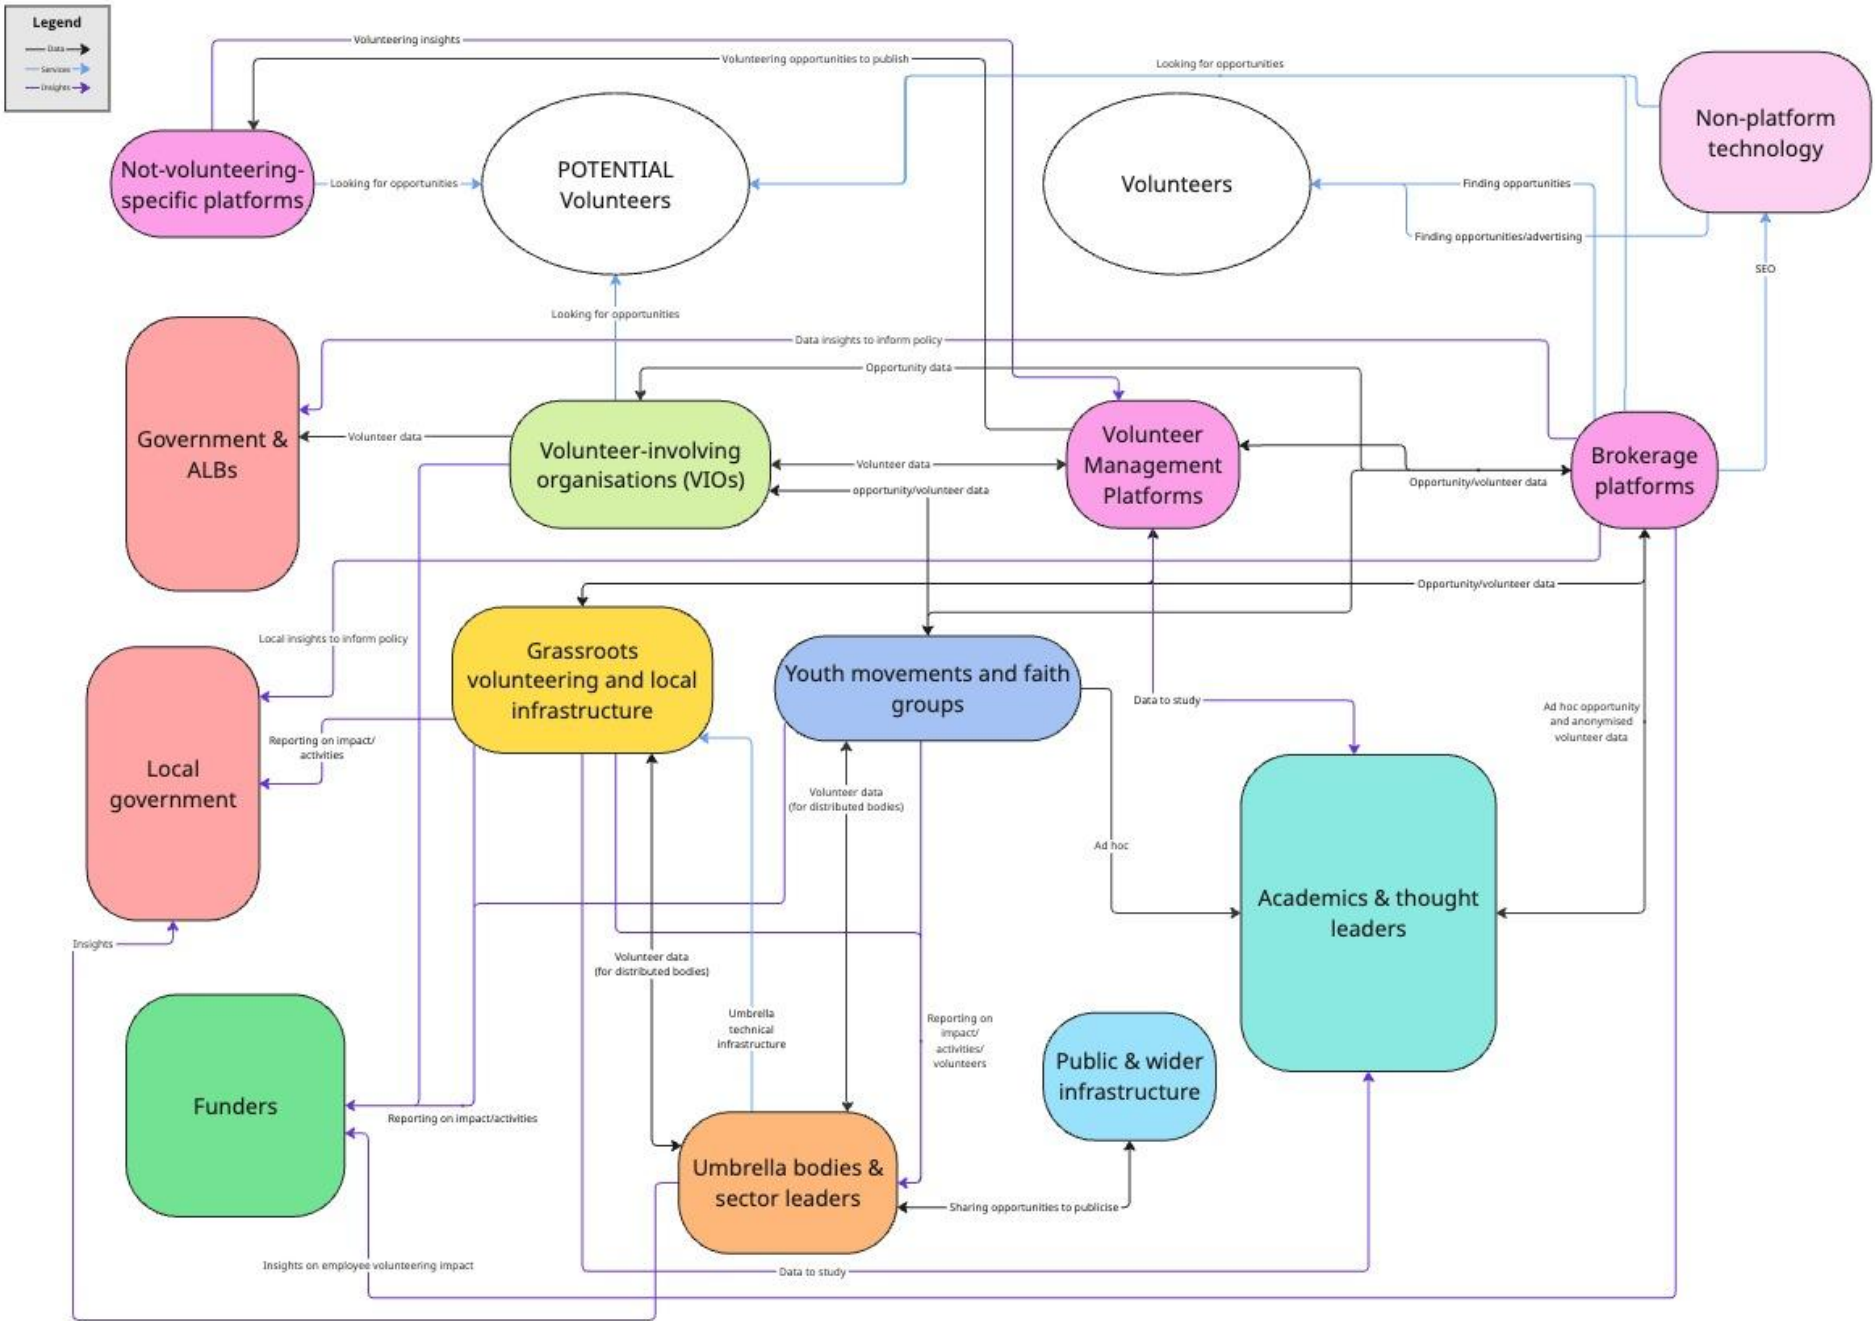 Legend
Data
Services
Insights
Volunteering insights
Volunteering opportunities to publish
Looking for opportunities
Non-platform
technology
Not-volunteering-
specific platforms
Looking for opportunities
POTENTIAL
Volunteers
Volunteers
Finding opportunities
Finding opportunities/advertising
SEO
Looking for opportunities
Data insights to inform policy
Opportunity data
Government &
ALBs
Volunteer data
Volunteer-involving
organisations (VIOs)
Volunteer data
opportunity/volunteer data
Volunteer
Management
Platforms
Opportunity/volunteer data
Brokerage
platforms
Opportunity/volunteer data
Local insights to inform policy
Grassroots
volunteering and local
infrastructure
Youth movements and faith
groups
Data to study
Ad hoc opportunity
and anonymised
volunteer data
Reporting on impact/
activities
Local
government
Volunteer data
(for distributed bodies)
Ad hoc
Academics & thought
leaders
Insights
Volunteer data
(for distributed bodies)
Umbrella
technical
infrastructure
Reporting on
impact/
activities/
volunteers
Public & wider
infrastructure
Funders
Reporting on impact/activities
Umbrella bodies &
sector leaders
Sharing opportunities to publicise
Insights on employee volunteering impact
Data to study